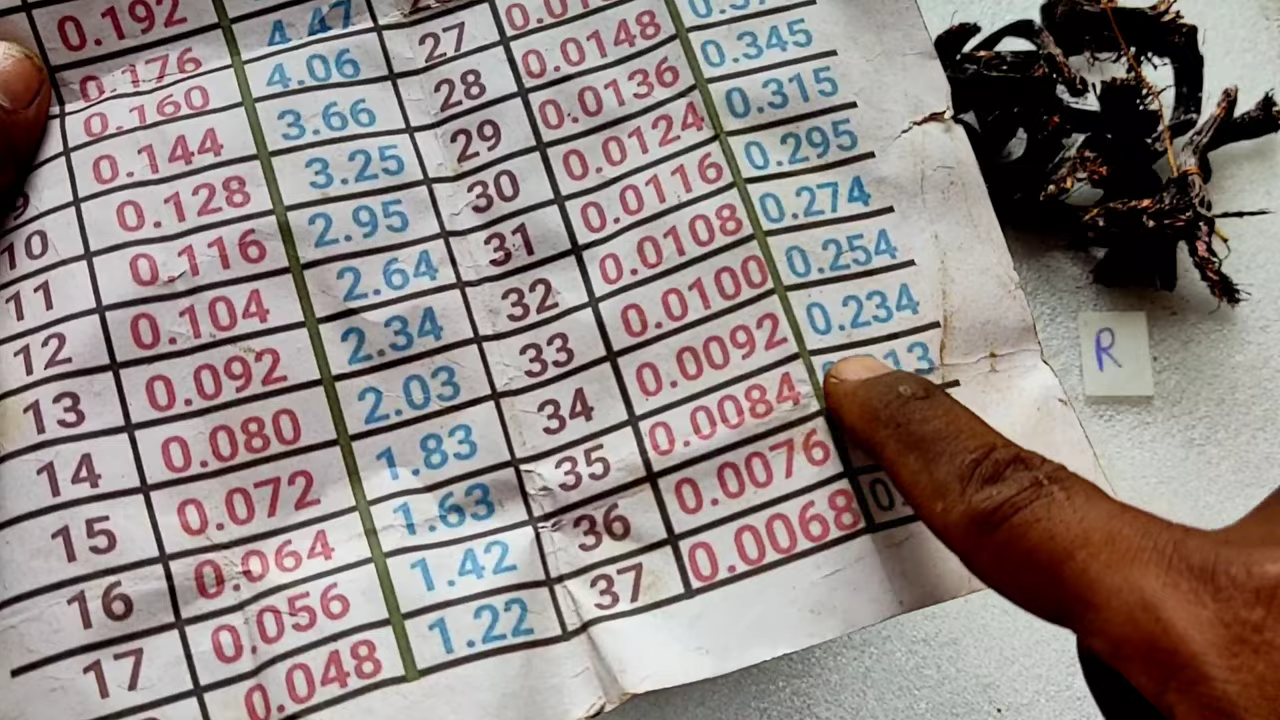 0.192
0.176 4.47
0.160 4.06 27
0.144 3.66 28 0.0148
9 0.128 3.25 29 0.0136 0.345
10 0.116 2.95 30 0.0124 0.315
11 0.104 2.64 31 0.0116 0.295
12 0.092 2.34 32 0.0108 0.274
13 0.080 2.03 33 0.0100 0.254
14 0.072 1.83 34 0.0092 0.234
15 0.064 1.63 35 0.0084
16 0.056 1.42 36 0.0076
17 0.048 1.22 37 0.0068
R